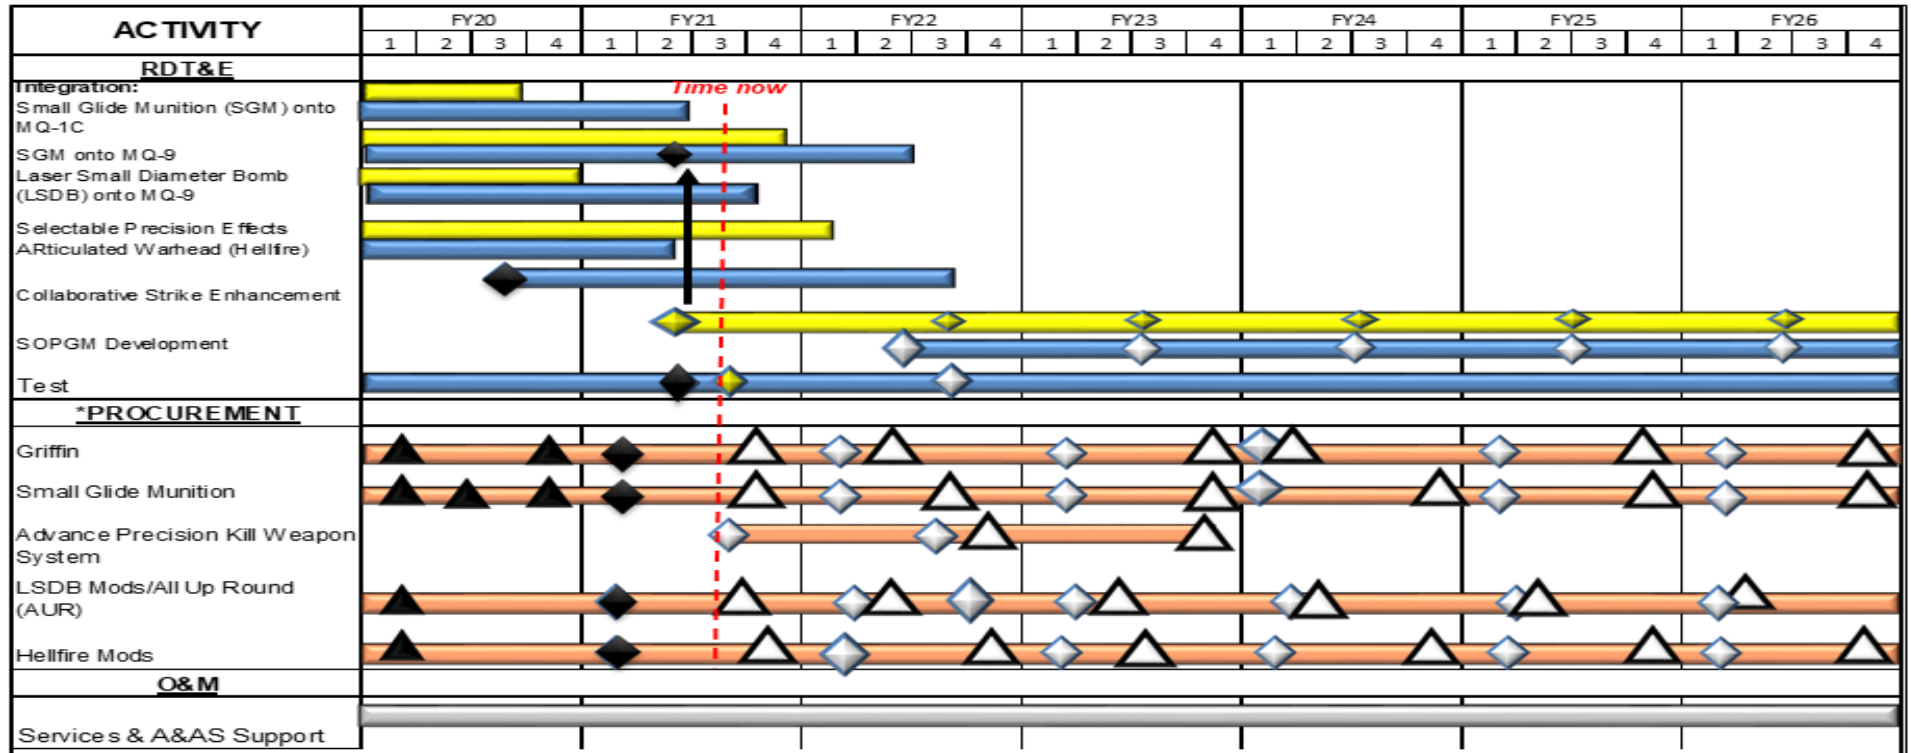 ACTIVITY
FY20 FY21 FY22 FY23 FY24 FY25 FY26
1 2 3 4 1 2 3 4 1 2 3 4 1 2 3 4 1 2 3 4 1 2 3 4 1 2 3 4
RDT&E
Time now
Integration:
Small Glide Munition (SGM) onto
MQ-1C
SGM onto MQ-9
Laser Small Diameter Bomb
(LSDB) onto MQ-9
Selectable Precision Effects
ARticulated Warhead (Hellfire)
Collaborative Strike Enhancement
SOPGM Development
Test
*PROCUREMENT
Griffin
Small Glide Munition
Advance Precision Kill Weapon
System
LSDB Mods/All Up Round
(AUR)
Hellfire Mods
O&M
Services & A&AS Support